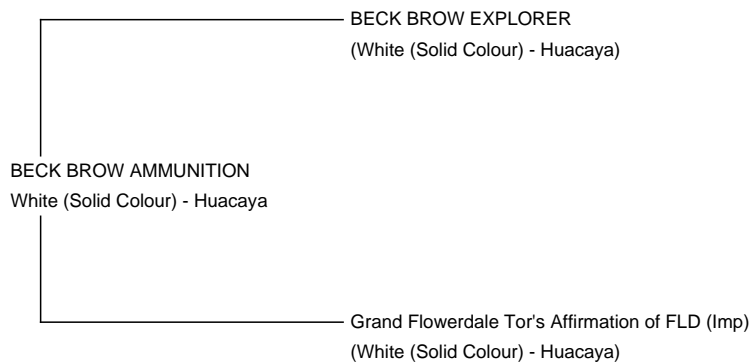 BECK BROW EXPLORER
(White (Solid Colour) - Huacaya)
BECK BROW AMMUNITION
White (Solid Colour) - Huacaya
Grand Flowerdale Tor's Affirmation of FLD (Imp)
(White (Solid Colour) - Huacaya)